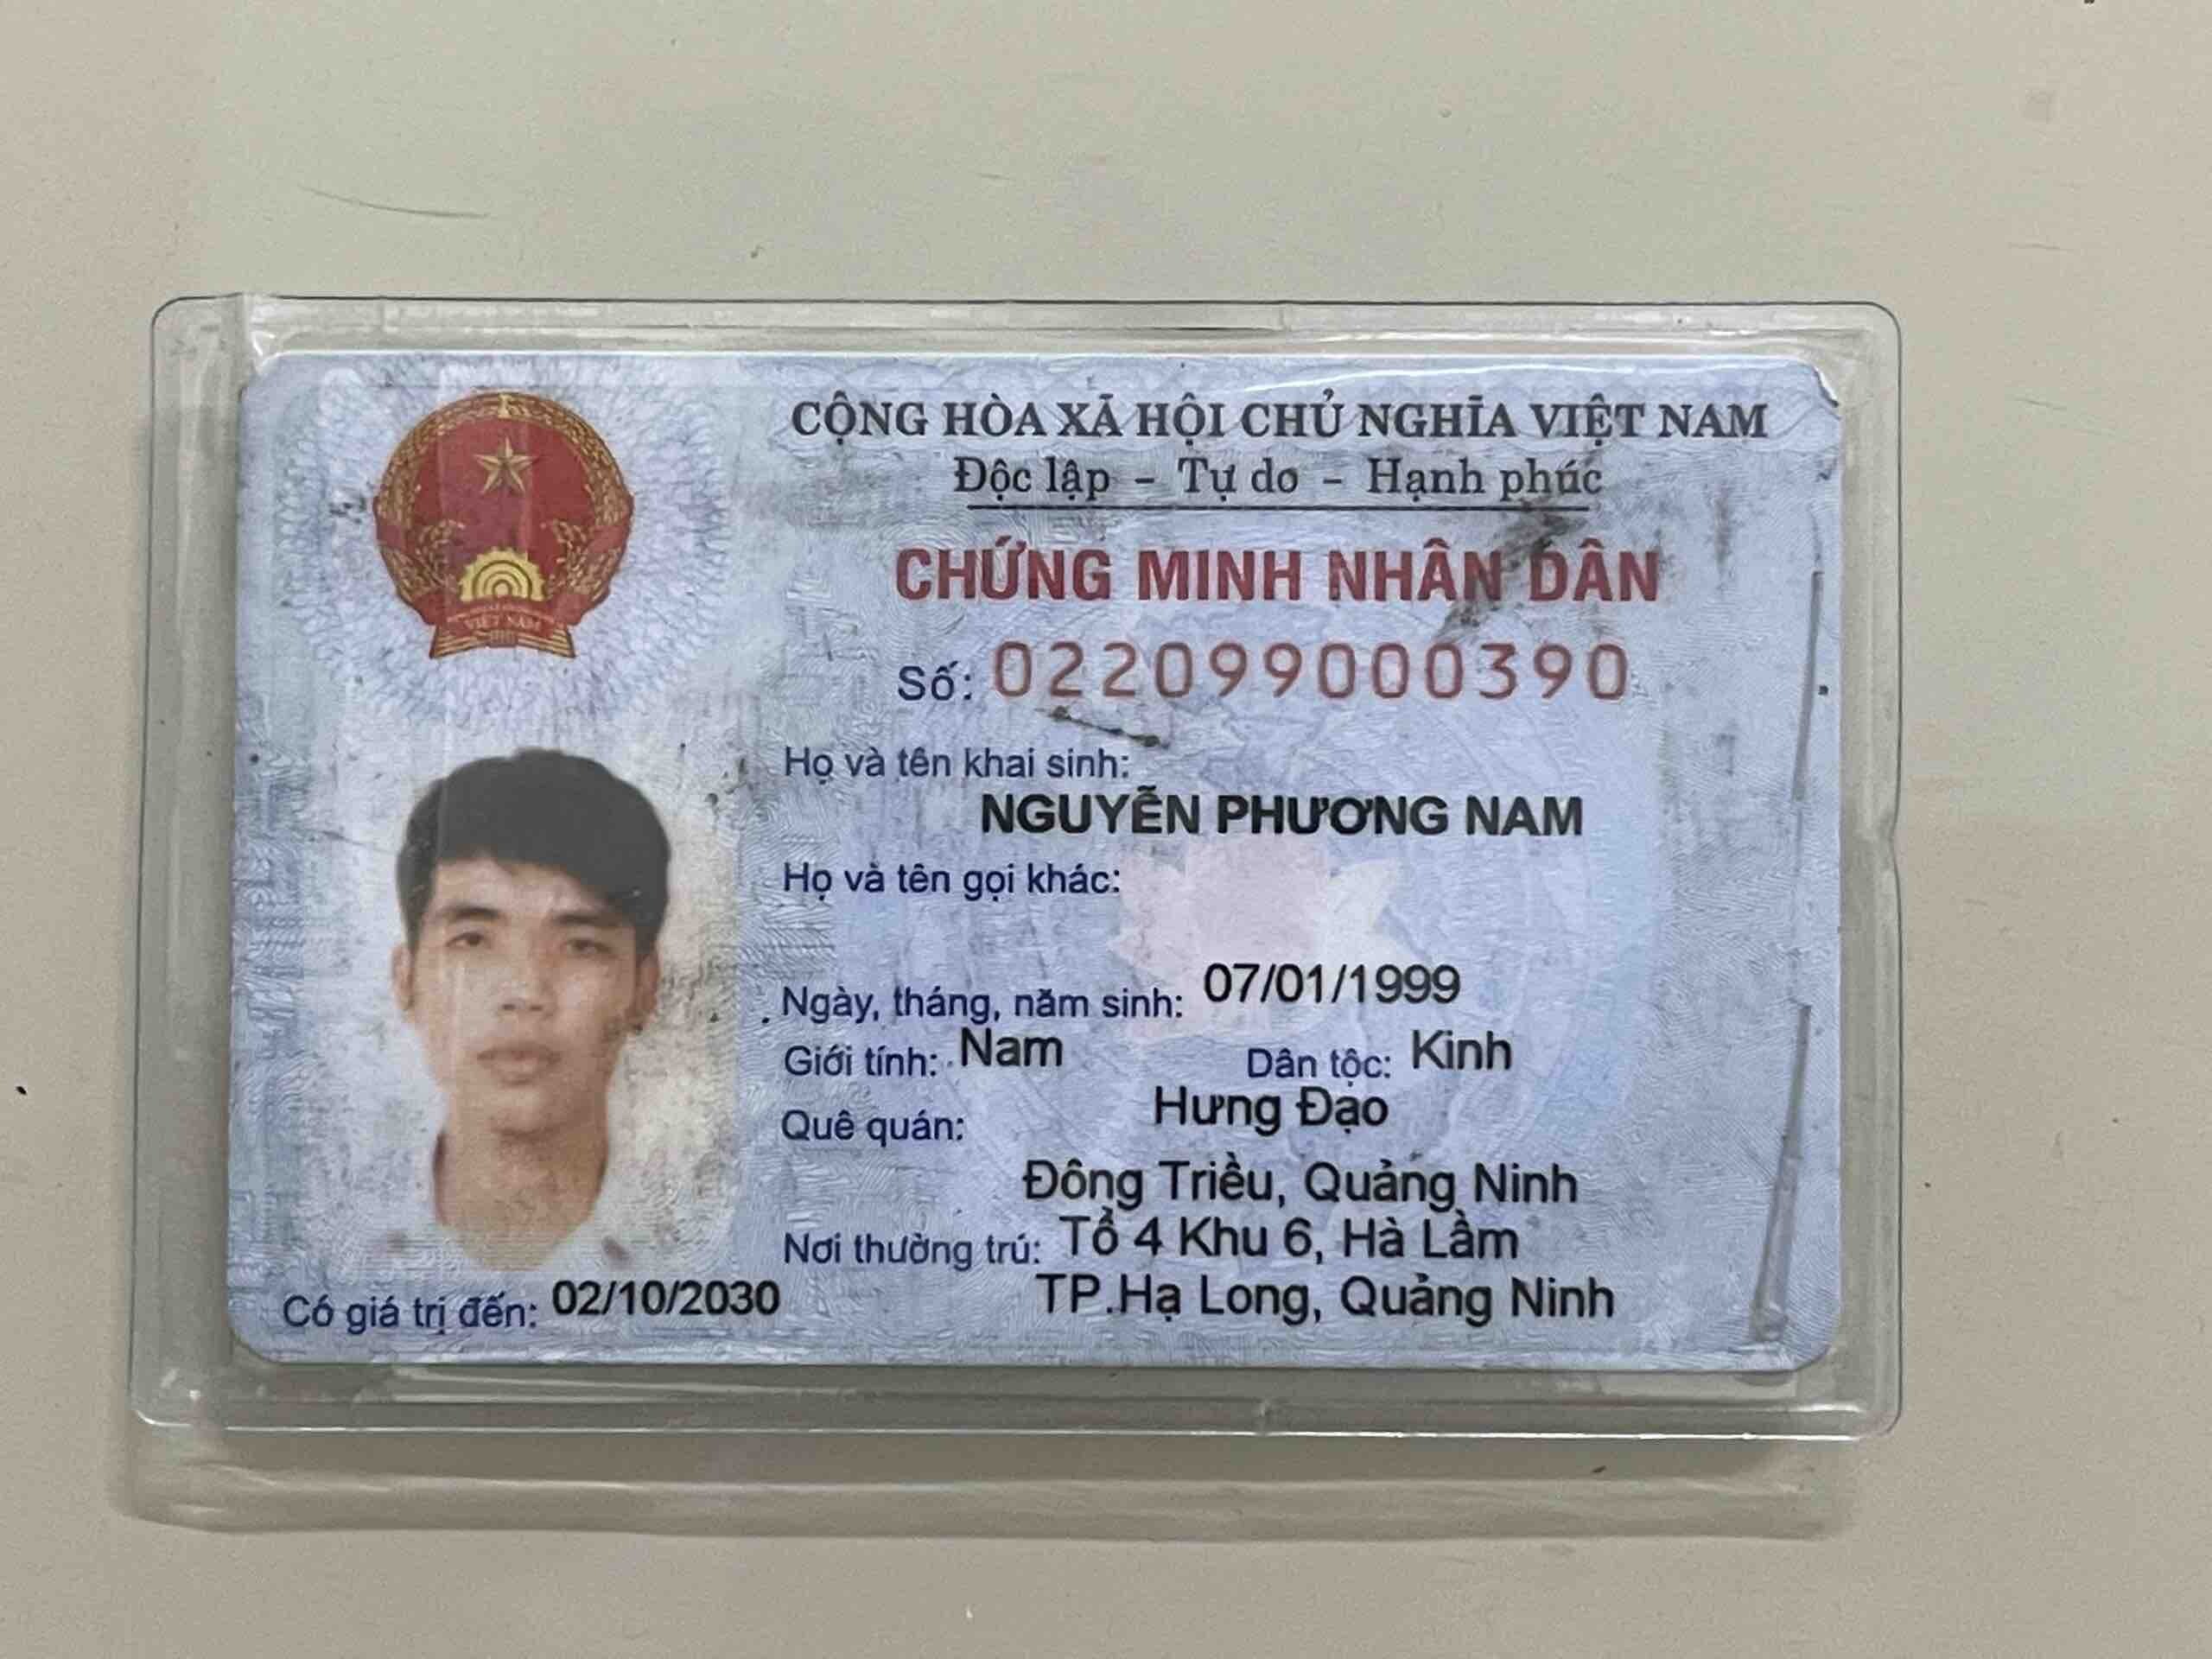 CỘNG HÒA XÃ HỘI CHỦ NGHĨA VIỆT NAM
Độc lập - Tự do - Hạnh phúc
CHỨNG MINH NHÂN DÂN
Số: 022099000390
Họ và tên khai sinh:
NGUYỄN PHƯƠNG NAM
Họ và tên gọi khác:
Ngày, tháng, năm sinh: 07/01/1999
Giới tính: Nam Dân tộc: Kinh
Quê quán: Hưng Đạo
Đông Triều, Quảng Ninh
Nơi thường trú: Tổ 4 Khu 6, Hà Lầm
TP.Hạ Long, Quảng Ninh
Có giá trị đến: 02/10/2030
VIỆT NAM